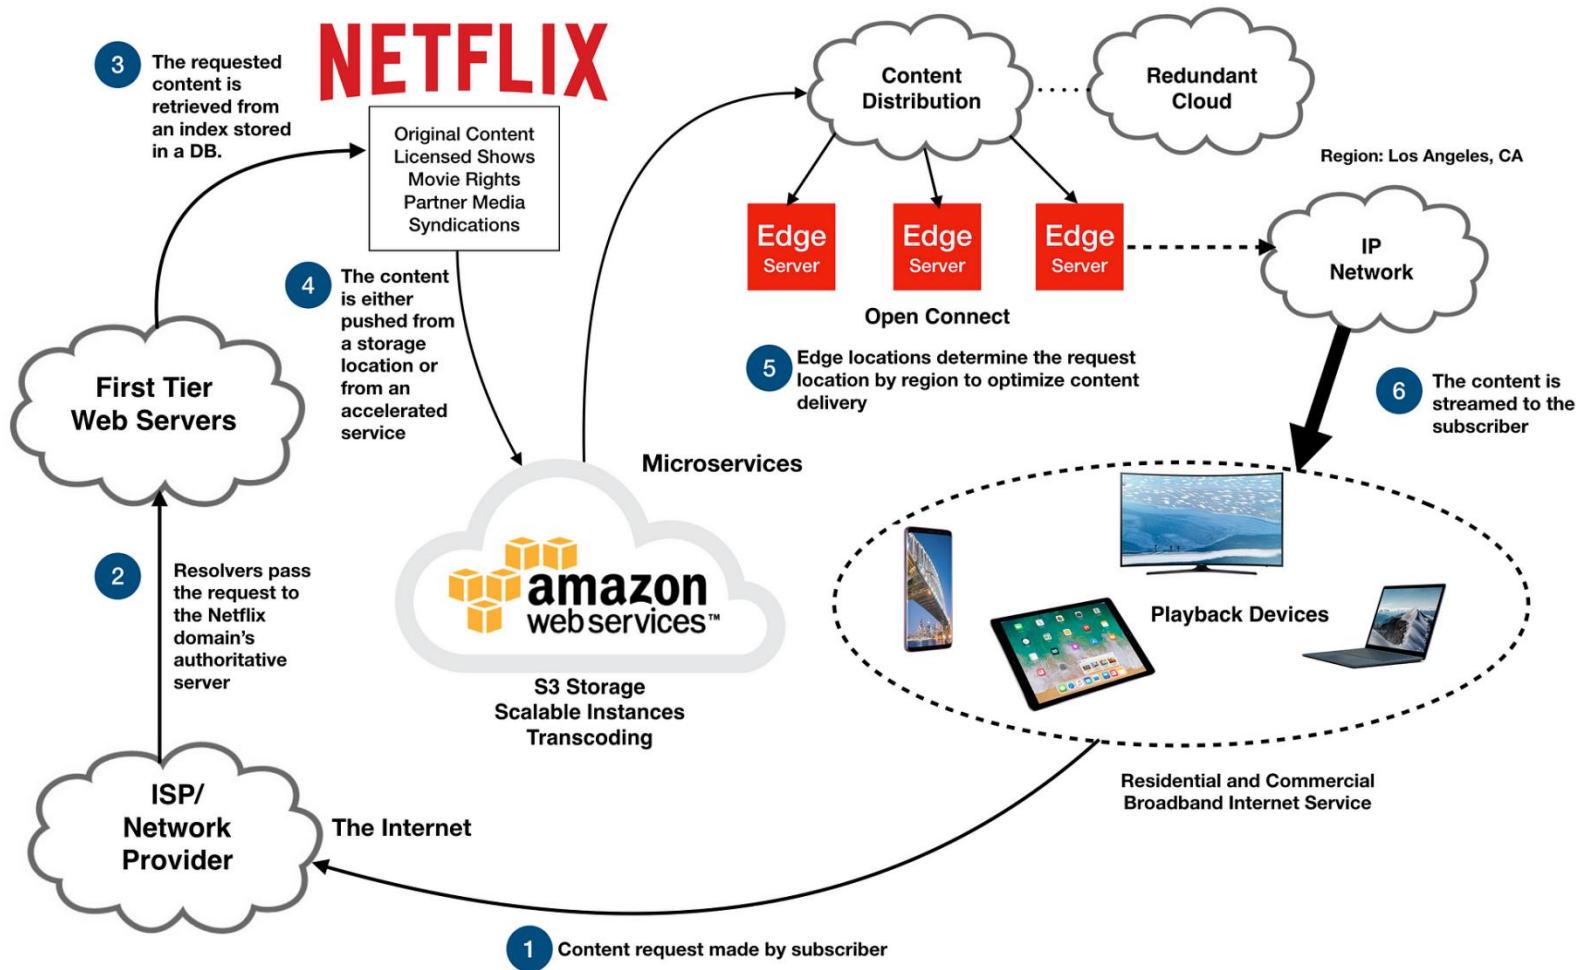 NETFLIX
3
The requested
content is
retrieved from
an index stored
in a DB.
Original Content
Licensed Shows
Movie Rights
Partner Media
Syndications
Content
Distribution
Redundant
Cloud
Region: Los Angeles, CA
Edge
Server
Edge
Server
Edge
Server
IP
Network
Open Connect
4
The content
is either
pushed from
a storage
location or
from an
accelerated
service
5
Edge locations determine the request
location by region to optimize content
delivery
6
The content is
streamed to the
subscriber
First Tier
Web Servers
Microservices
amazon
webservices™
S3 Storage
Scalable Instances
Transcoding
2
Resolvers pass
the request to
the Netflix
domain’s
authoritative
server
Playback Devices
Residential and Commercial
Broadband Internet Service
ISP/
Network
Provider
The Internet
1
Content request made by subscriber